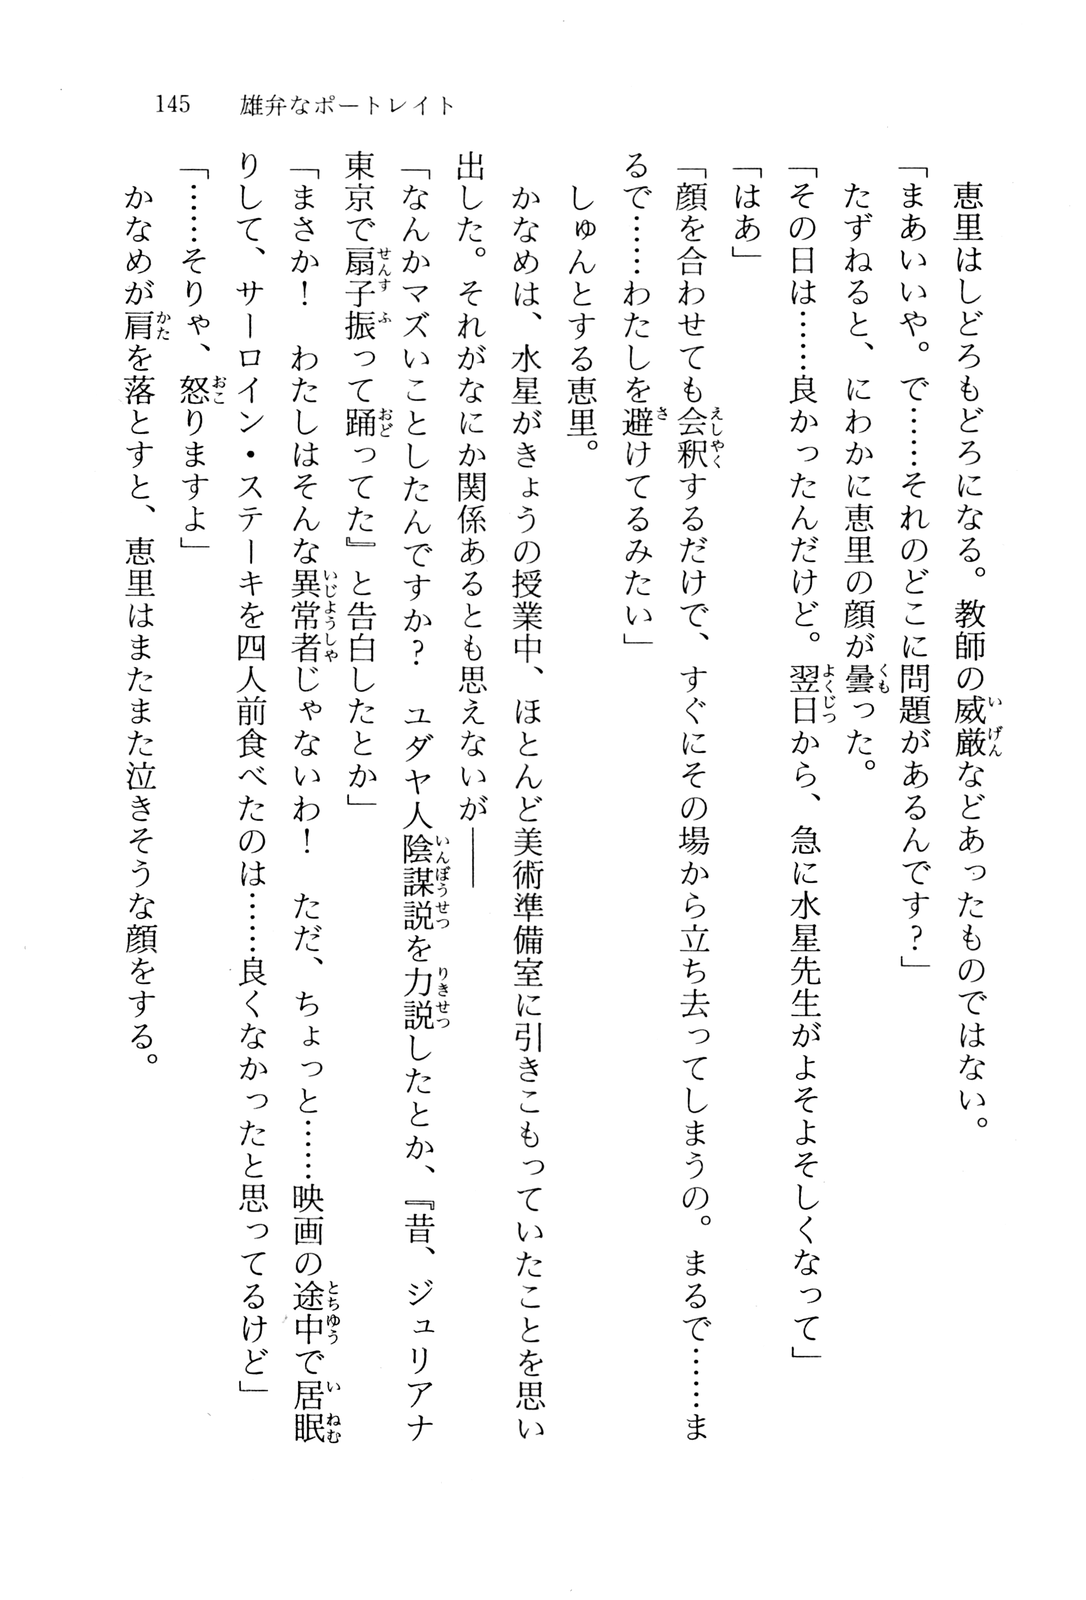 145 雄弁なポートレイト
恵里はしどろもどろになる。教師の威厳などあったものではない。
「まあいいや。で……それのどこに問題があるんです？」
たずねると、にわかに恵里の顔が曇った。
「その日は……良かったんだけど。翌日から、急に水星先生がよそよそしくなって」
「はあ」
「顔を合わせても会釈するだけで、すぐにその場から立ち去ってしまうの。まるで……ま
るで……わたしを避けてるみたい」
しゅんとする恵里。
かなめは、水星がきょうの授業中、ほとんど美術準備室に引きこもっていたことを思い
出した。それがなにか関係あるとも思えないが――
「なんかマズいことしたんですか？　ユダヤ人陰謀説を力説したとか、『昔、ジュリアナ
東京で扇子振って踊ってた』と告白したとか」
「まさか！　わたしはそんな異常者じゃないわ！　ただ、ちょっと……映画の途中で居眠
りして、サーロイン・ステーキを四人前食べたのは……良くなかったと思ってるけど」
「……そりゃ、怒りますよ」
かなめが肩を落とすと、恵里はまたまた泣きそうな顔をする。